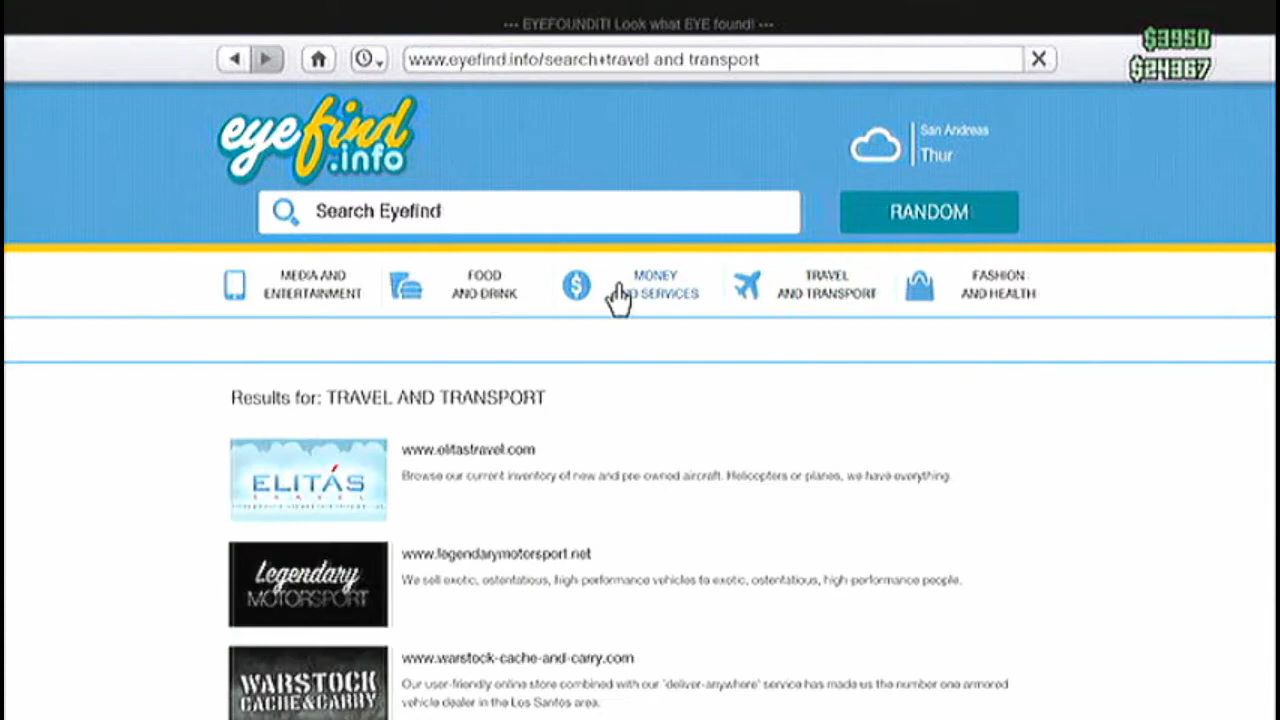 --- EYEFOUNDIT! Look what EYE found! ---
$3950
www.eyefind.info/search+travel and transport
$24367
eyefind
.info
San Andreas
Thur
Search Eyefind
RANDOM
MEDIA AND
ENTERTAINMENT
FOOD
AND DRINK
MONEY
AND SERVICES
TRAVEL
AND TRANSPORT
FASHION
AND HEALTH
Results for: TRAVEL AND TRANSPORT
ELITÁS
TRAVEL
www.elitastravel.com
Browse our current inventory of new and pre-owned aircraft. Helicopters or planes, we have everything.
Legendary
MOTORSPORT
www.legendarymotorsport.net
We sell exotic, ostentatious, high-performance vehicles to exotic, ostentatious, high-performance people.
WARSTOCK
CACHE&CARRY
www.warstock-cache-and-carry.com
Our user-friendly online store combined with our "deliver-anywhere" service has made us the number one armored
vehicle dealer in the Los Santos area.